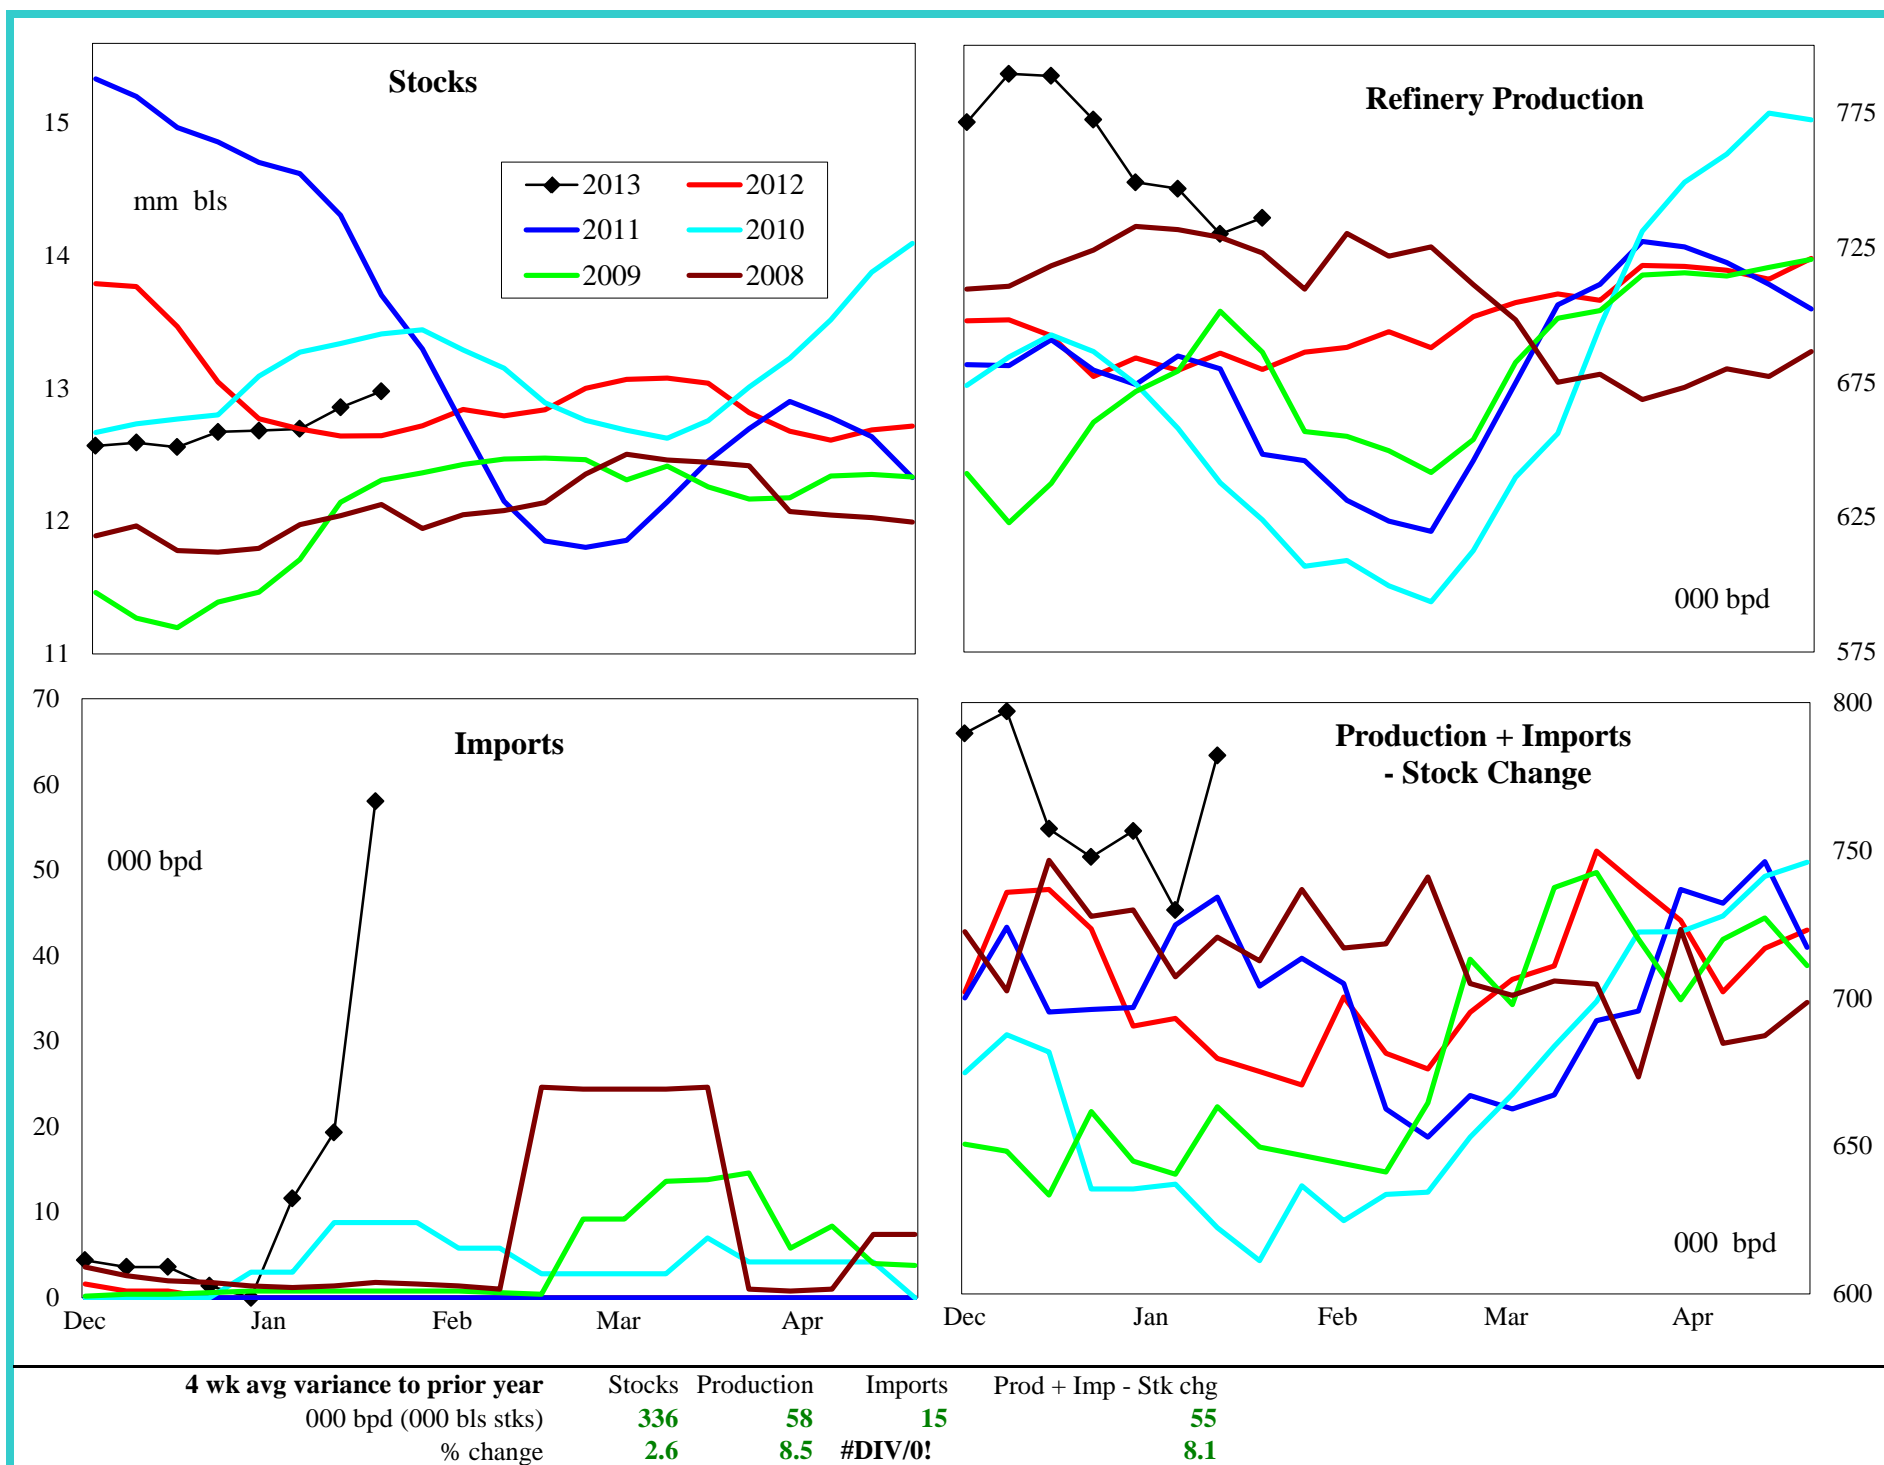 Stocks
15
14
13
12
11
mm bls
2013 2012
2011 2010
2009 2008
Refinery Production
775
725
675
625
575
000 bpd
Imports
70
60
50
40
30
20
10
0
000 bpd
Dec Jan Feb Mar Apr
Production + Imports
- Stock Change
800
750
700
650
600
000 bpd
Dec Jan Feb Mar Apr
4 wk avg variance to prior year Stocks Production Imports Prod + Imp - Stk chg
000 bpd (000 bls stks) 336 58 15 55
% change 2.6 8.5 #DIV/0! 8.1